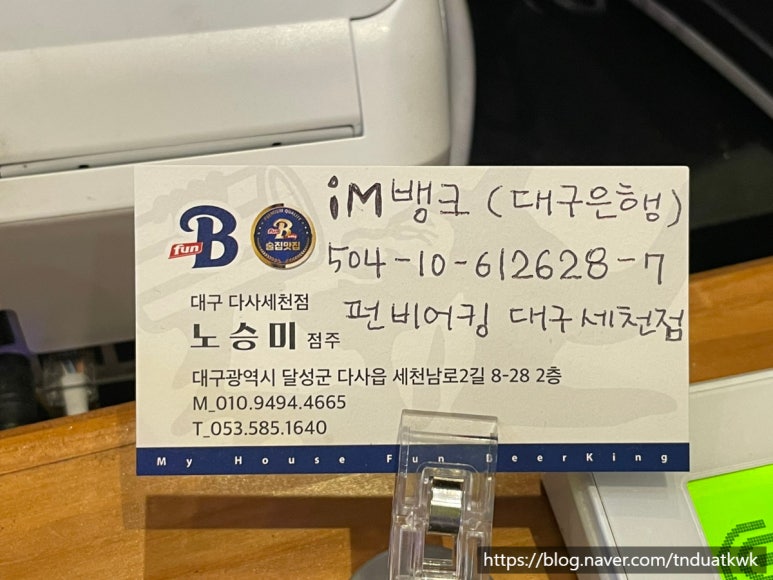 iM뱅크 (대구은행)
504-10-612628-7
펀비어킹 대구세천점
fun B
PREMIUM QUALITY
B
술집맛집
대구 다사세천점
노승미 점주
대구광역시 달성군 다사읍 세천남로2길 8-28 2층
M_010.9494.4665
T_053.585.1640
My House Fun BeerKing
https://blog.naver.com/tnduatkwk